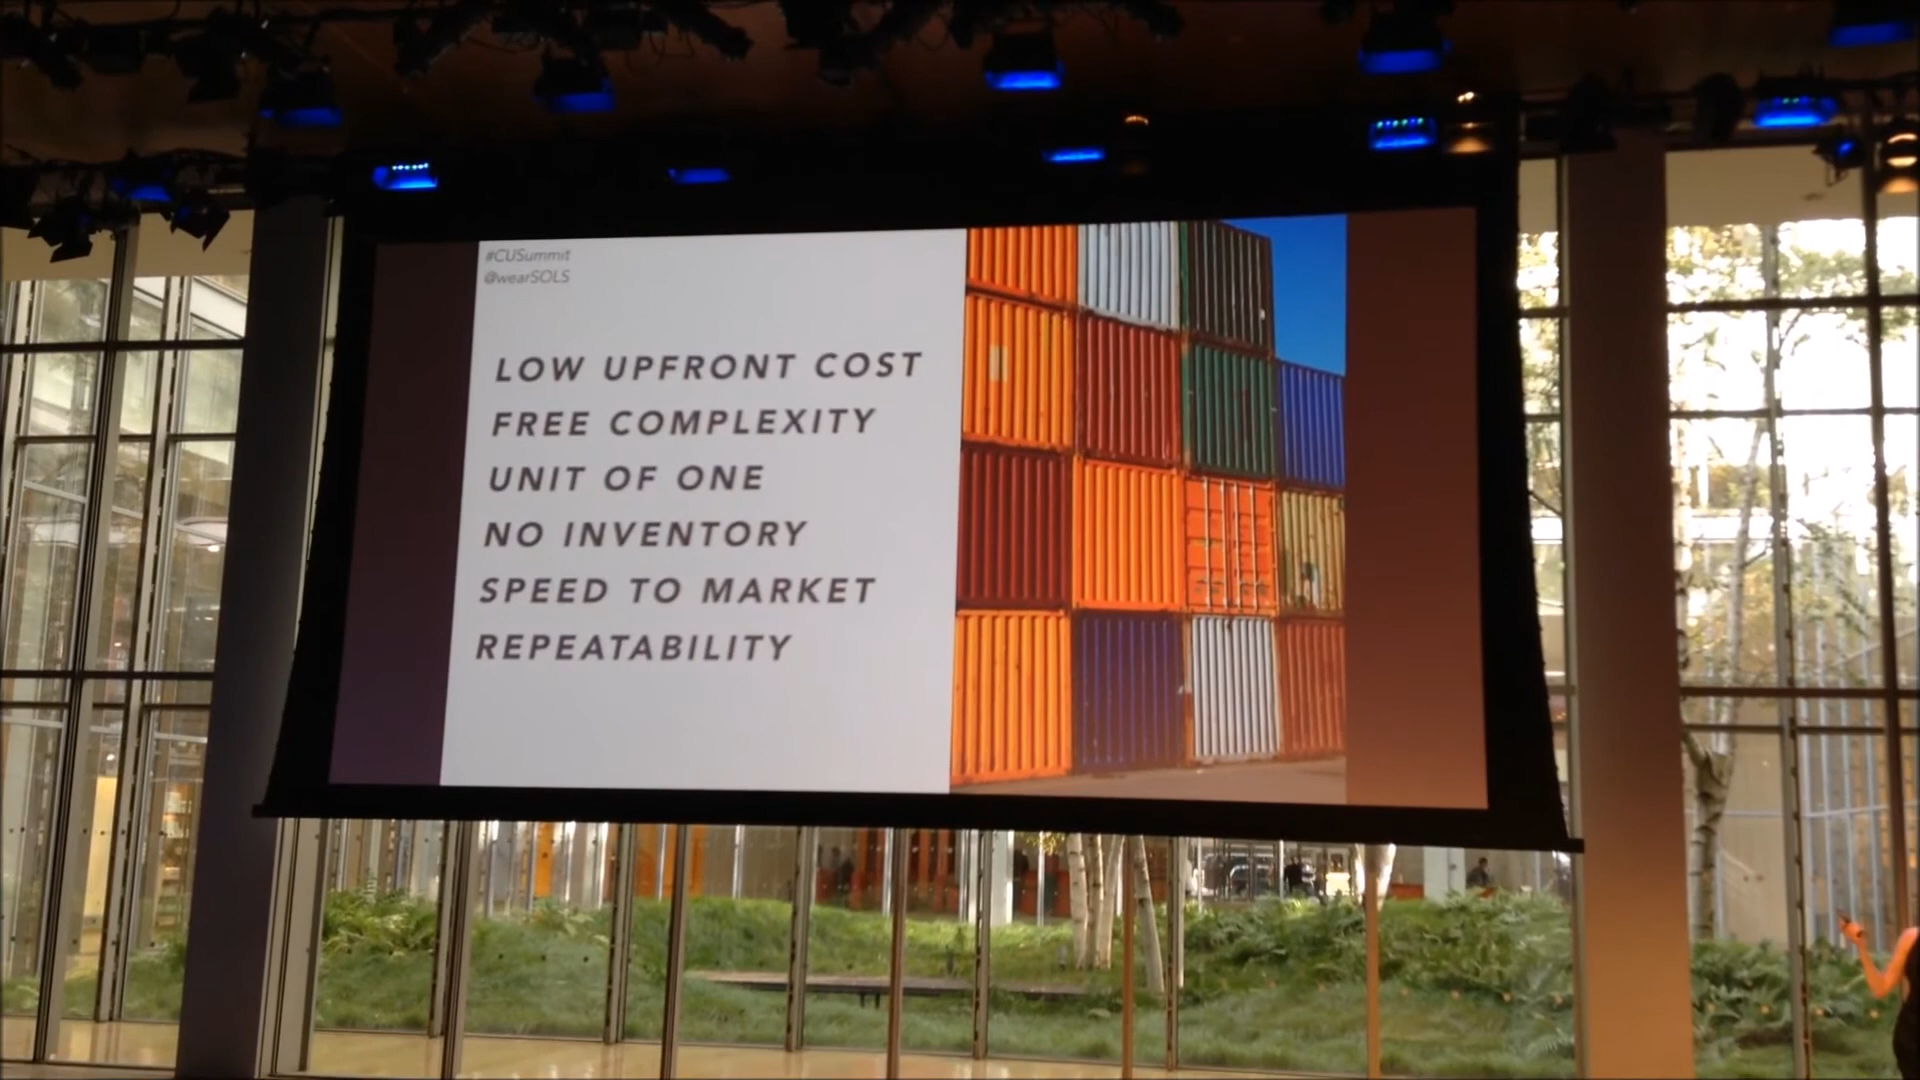 #CUSummit
@wearSOLS
LOW UPFRONT COST
FREE COMPLEXITY
UNIT OF ONE
NO INVENTORY
SPEED TO MARKET
REPEATABILITY